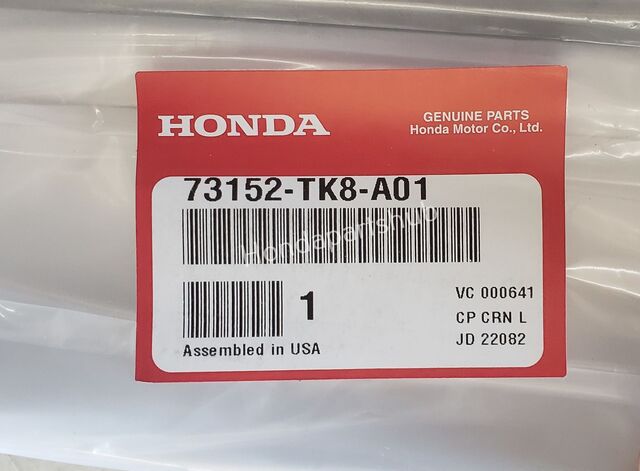 HONDA
GENUINE PARTS
Honda Motor Co., Ltd.
73152-TK8-A01
Hondapartshub
1
VC 000641
CP CRN L
JD 22082
Assembled in USA